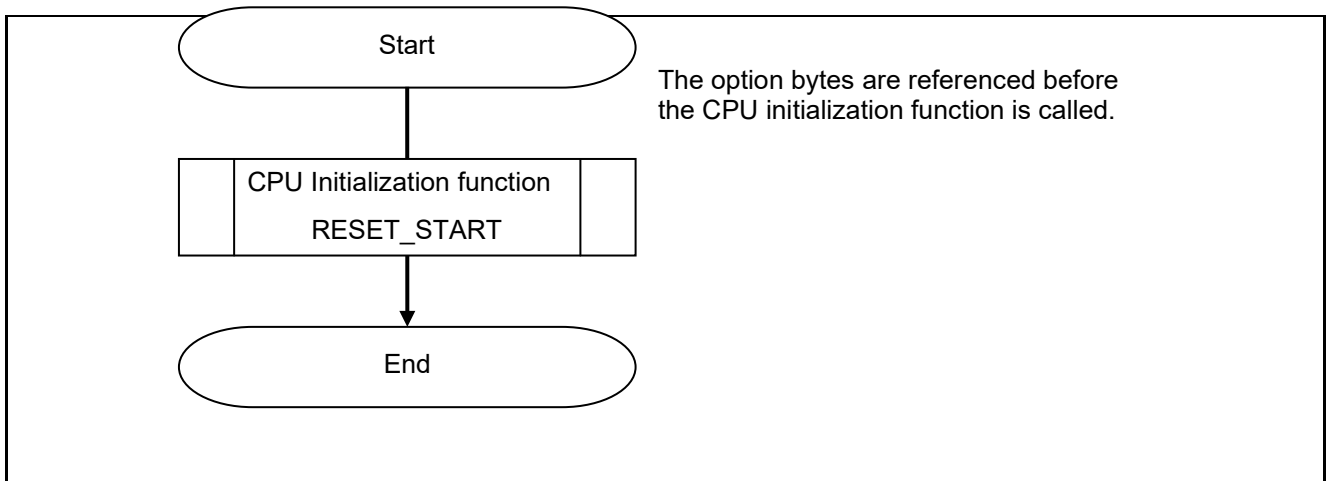 Start
The option bytes are referenced before
the CPU initialization function is called.
CPU Initialization function
RESET_START
End